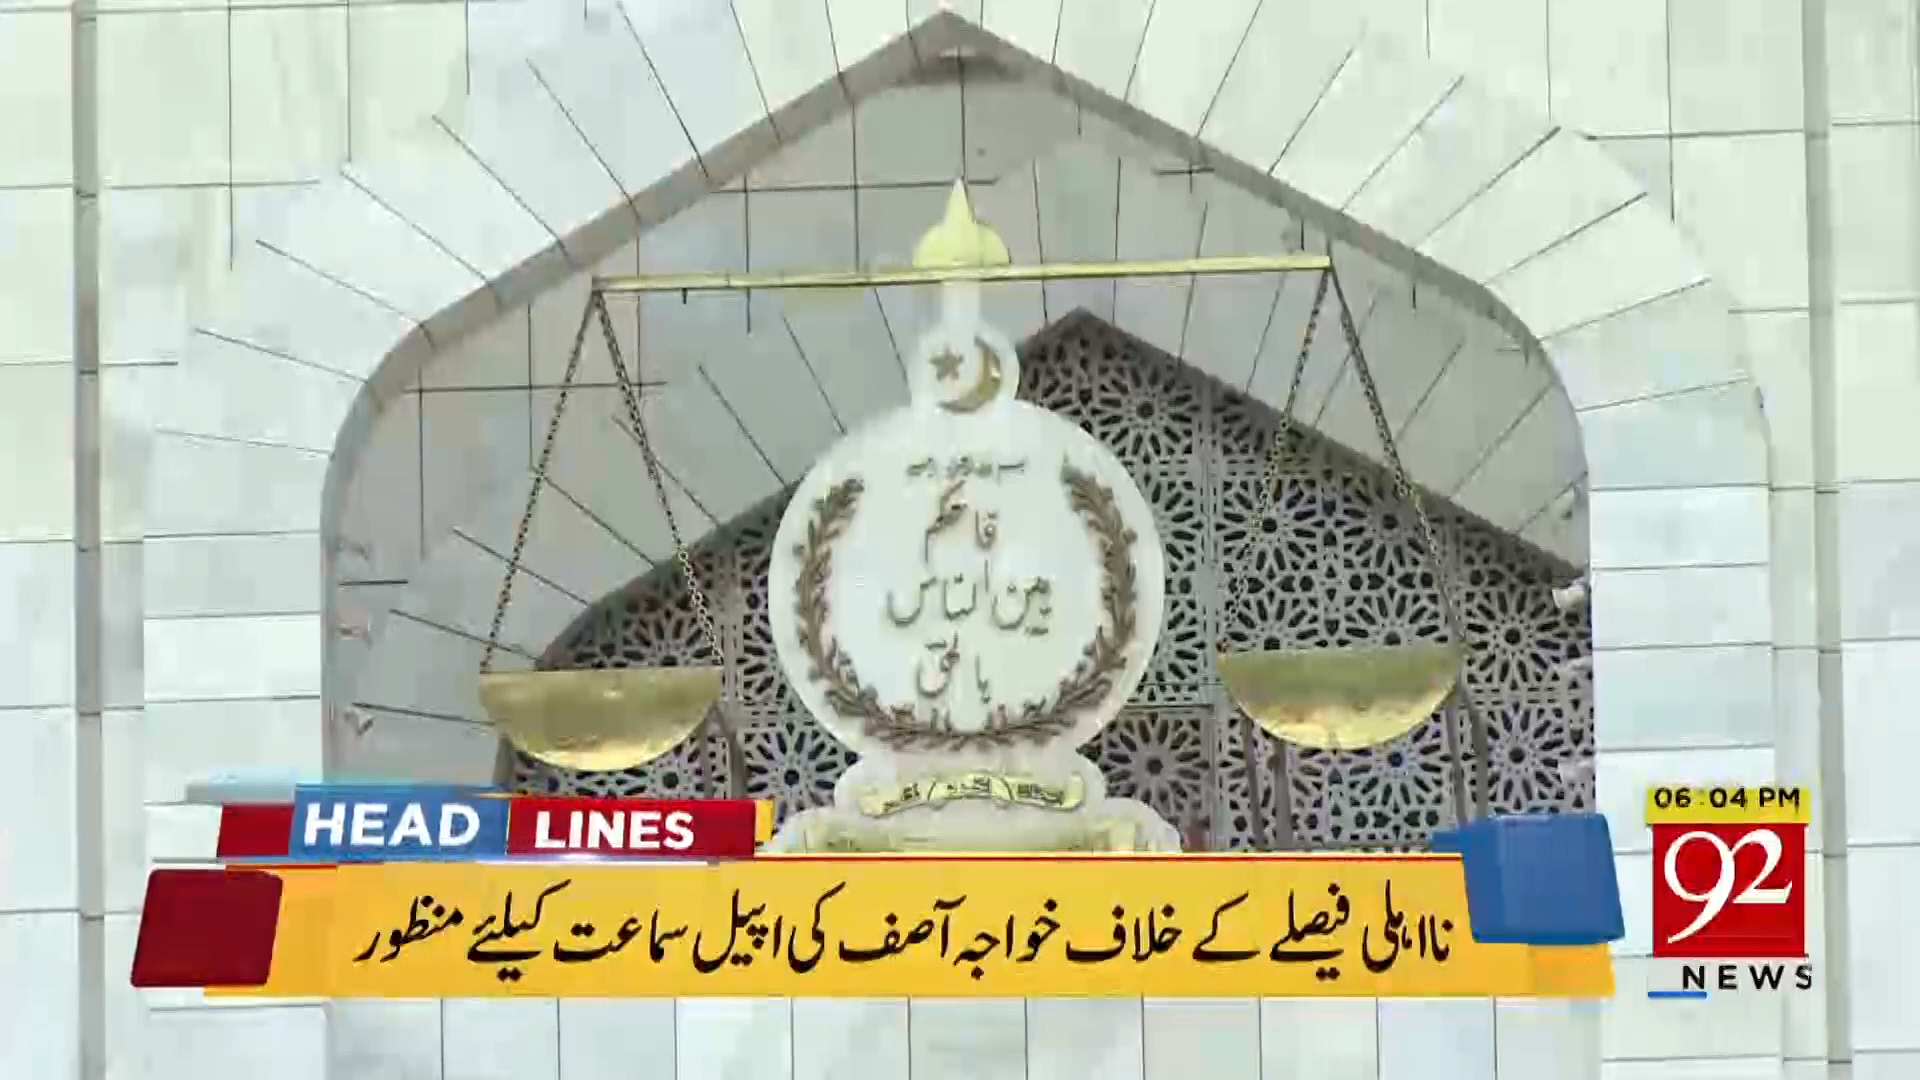 فاحکم
بین الناس
بالحق
HEAD LINES
نااہلی فیصلے کے خلاف خواجہ آصف کی اپیل سماعت کیلئے منظور
06:04 PM
92
NEWS